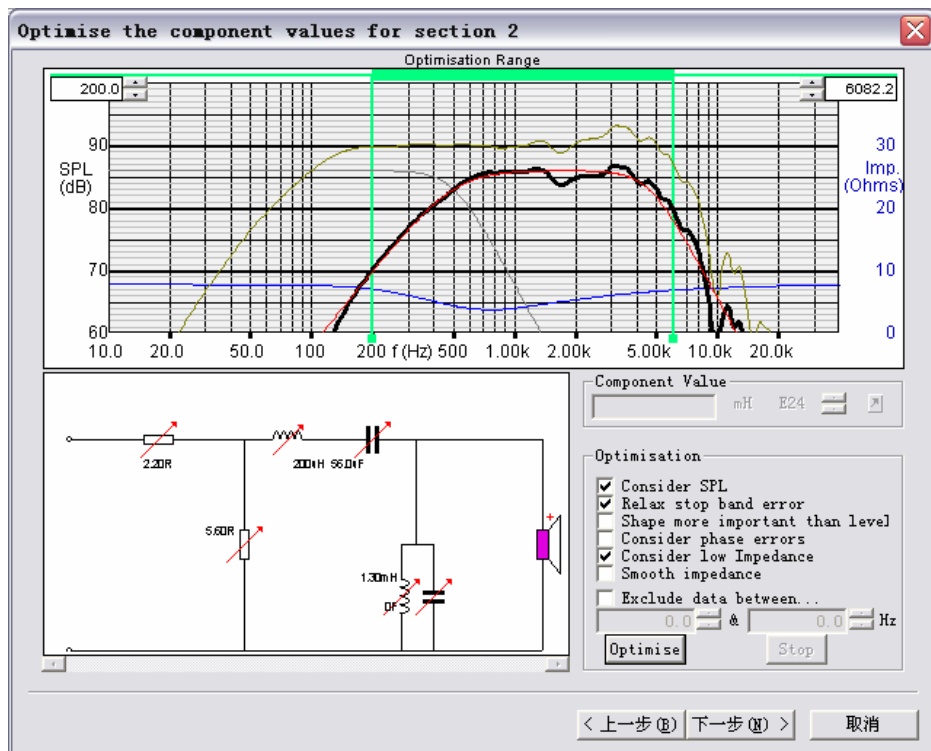 Optimise the component values for section 2
Optimisation Range
200.0
6082.2
90
80
70
60
SPL
(dB)
30
20
10
0
Imp.
(Ohms)
10.0 20.0 50.0 100 200 f (Hz) 500 1.00k 2.00k 5.00k 10.0k 20.0k
2.20R
200uH 56.0uF
5.60R
1.30mH
0F
+
Component Value
mH E24
Optimisation
Consider SPL
Relax stop band error
Shape more important than level
Consider phase errors
Consider low Impedance
Smooth impedance
Exclude data between...
0.0 & 0.0 Hz
Optimise Stop
< 上一步(B) 下一步(N) > 取消